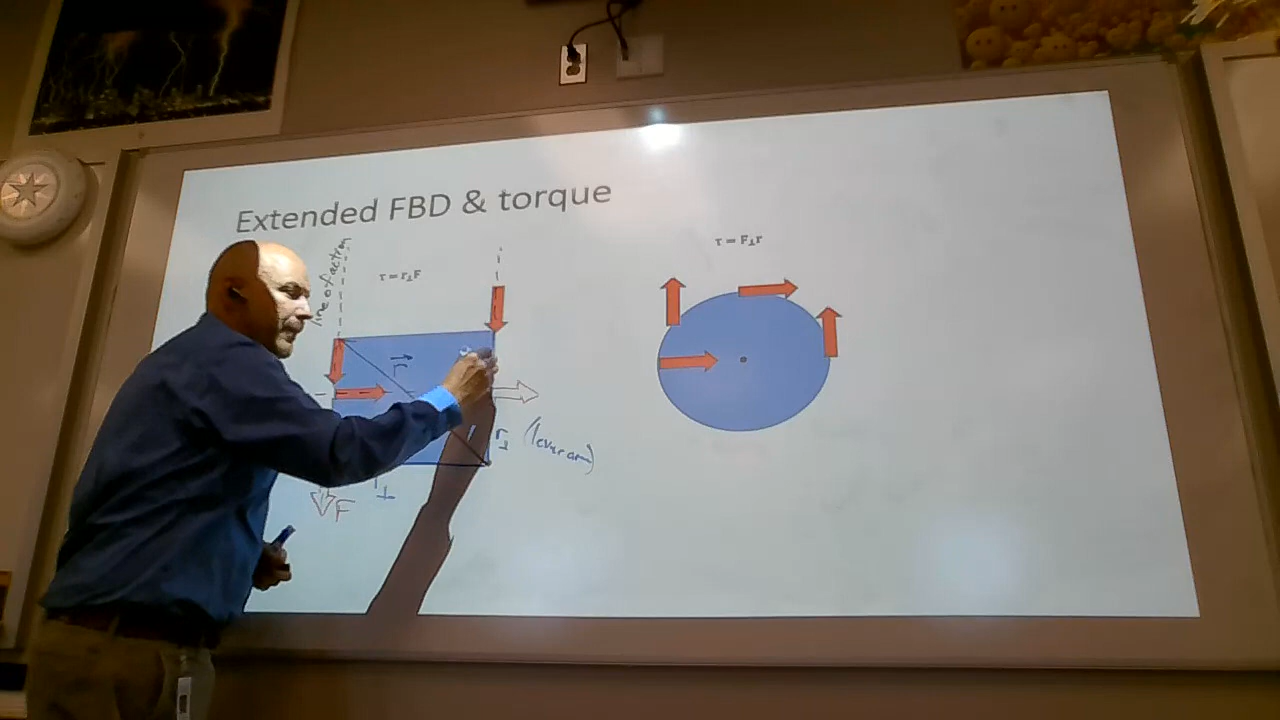 Extended FBD & torque
line of action
τ = r⊥F
τ = F⊥r
r⃗
r⊥ (lever arm)
r⊥
F